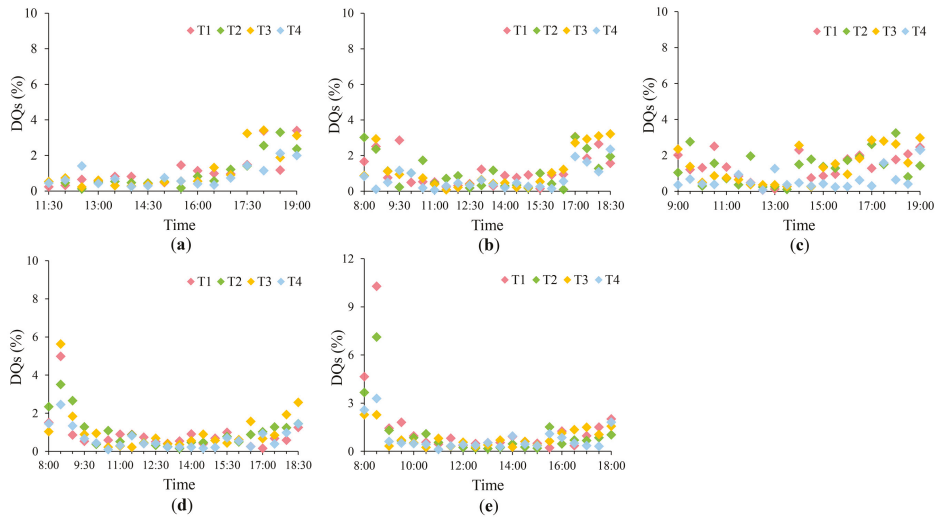 10
8
6
4
2
0
DQs (%)
T1 T2 T3 T4
11:30 13:00 14:30 16:00 17:30 19:00
Time
(a)
10
8
6
4
2
0
DQs (%)
T1 T2 T3 T4
8:00 9:30 11:00 12:30 14:00 15:30 17:00 18:30
Time
(b)
10
8
6
4
2
0
DQs (%)
T1 T2 T3 T4
9:00 11:00 13:00 15:00 17:00 19:00
Time
(c)
10
8
6
4
2
0
DQs (%)
T1 T2 T3 T4
8:00 9:30 11:00 12:30 14:00 15:30 17:00 18:30
Time
(d)
12
9
6
3
0
DQs (%)
T1 T2 T3 T4
8:00 10:00 12:00 14:00 16:00 18:00
Time
(e)